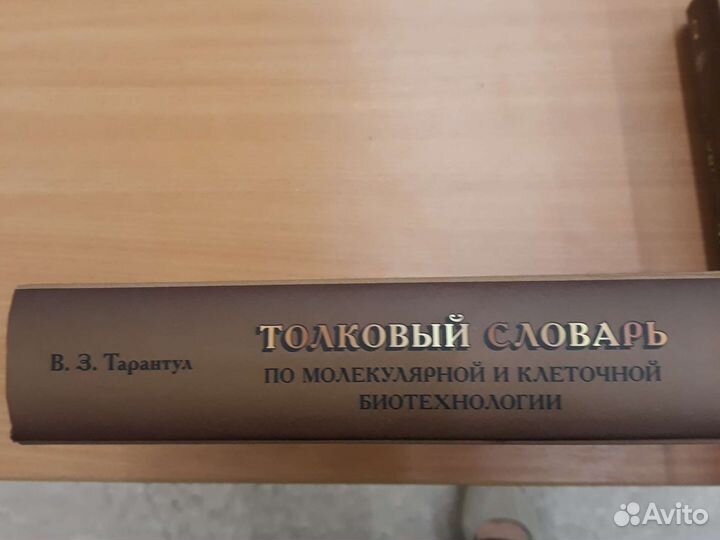 В. З. Тарантул
ТОЛКОВЫЙ СЛОВАРЬ
ПО МОЛЕКУЛЯРНОЙ И КЛЕТОЧНОЙ
БИОТЕХНОЛОГИИ
Avito